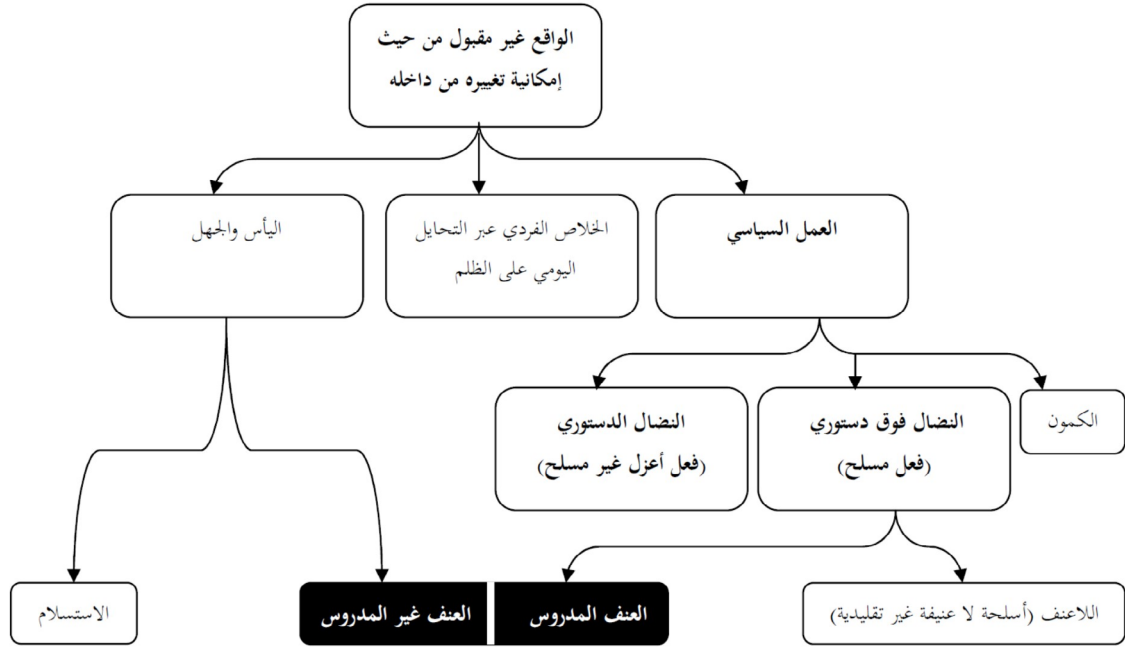 الواقع غير مقبول من حيث
إمكانية تغييره من داخله
العمل السياسي
الخلاص الفردي عبر التحايل
اليومي على الظلم
اليأس والجهل
الكمون
النضال فوق دستوري
(فعل مسلح)
النضال الدستوري
(فعل أعزل غير مسلح)
اللاعنف (أسلحة لا عنيفة غير تقليدية)
العنف المدروس
العنف غير المدروس
الاستسلام